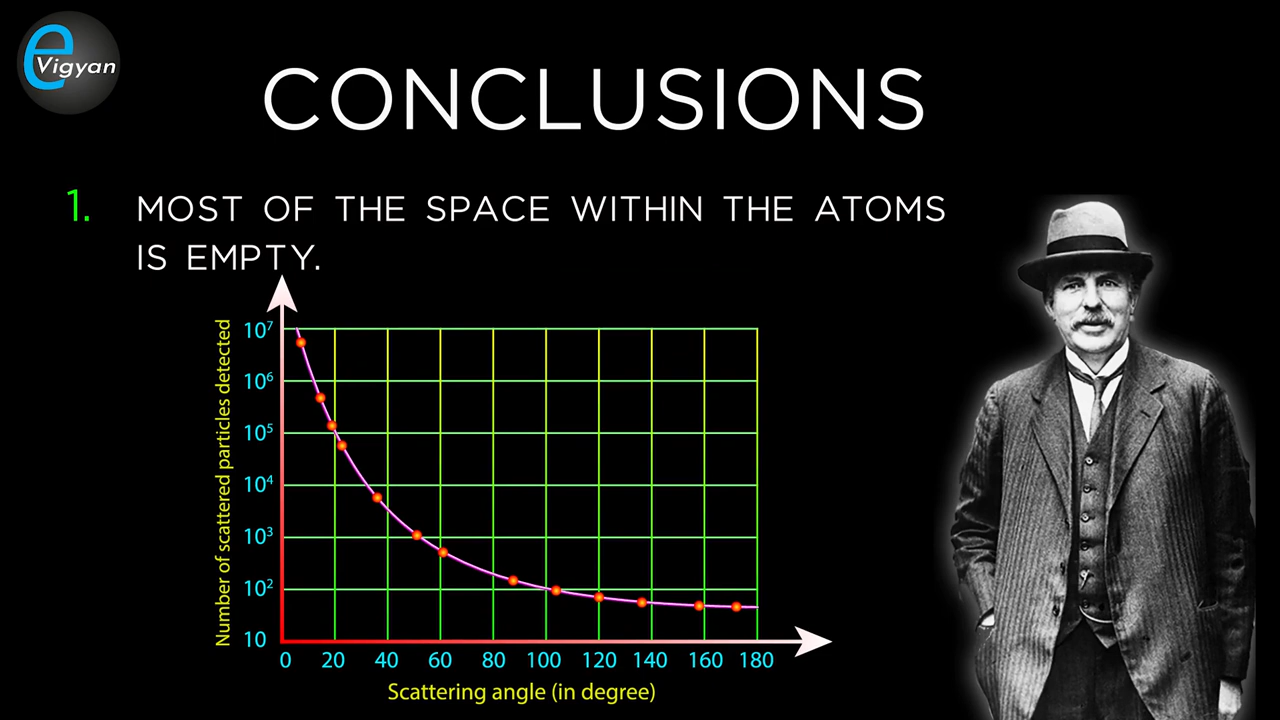 e
Vigyan
CONCLUSIONS
1. MOST OF THE SPACE WITHIN THE ATOMS
IS EMPTY.
Number of scattered particles detected
10⁷
10⁶
10⁵
10⁴
10³
10²
10
0 20 40 60 80 100 120 140 160 180
Scattering angle (in degree)